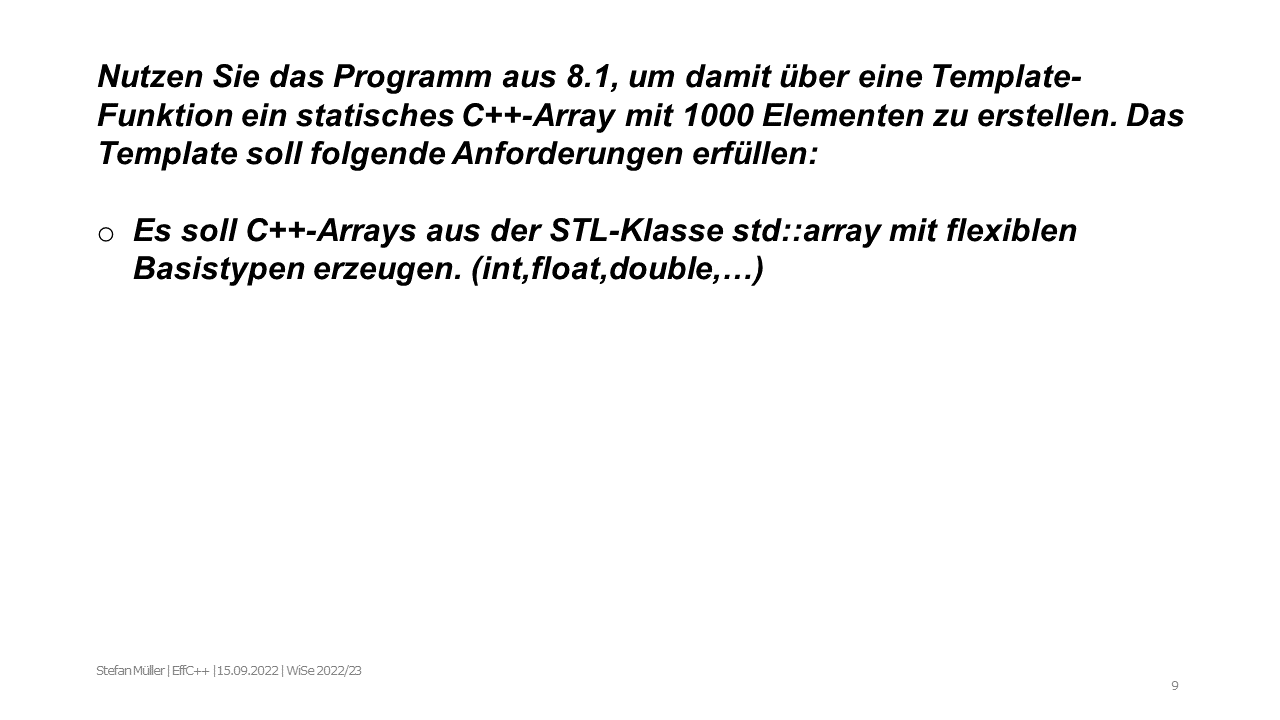 Nutzen Sie das Programm aus 8.1, um damit über eine Template-
Funktion ein statisches C++-Array mit 1000 Elementen zu erstellen. Das
Template soll folgende Anforderungen erfüllen:
o Es soll C++-Arrays aus der STL-Klasse std::array mit flexiblen
Basistypen erzeugen. (int,float,double,…)
Stefan Müller | EffC++ |15.09.2022 | WiSe 2022/23
9